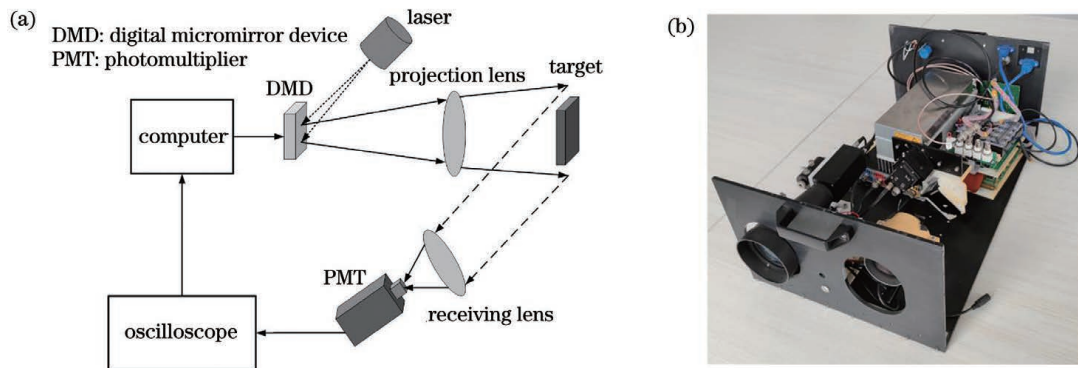 (a)
DMD: digital micromirror device
PMT: photomultiplier
laser
projection lens
target
DMD
computer
PMT
receiving lens
oscilloscope
(b)